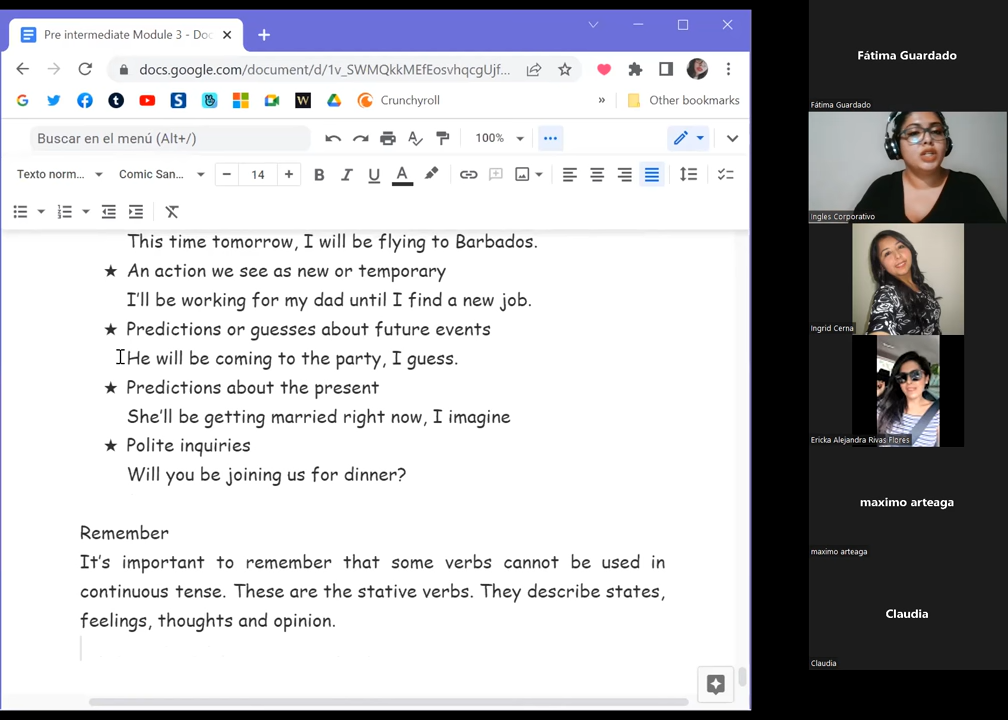 Pre intermediate Module 3 - Doc
docs.google.com/document/d/1v_SWMQkkMEfEosvhqcgUjf...
Crunchyroll
»
Other bookmarks
Buscar en el menú (Alt+/)
100%
Texto norm...
Comic San...
14
This time tomorrow, I will be flying to Barbados.
★ An action we see as new or temporary
I'll be working for my dad until I find a new job.
★ Predictions or guesses about future events
He will be coming to the party, I guess.
★ Predictions about the present
She'll be getting married right now, I imagine
★ Polite inquiries
Will you be joining us for dinner?
Remember
It's important to remember that some verbs cannot be used in
continuous tense. These are the stative verbs. They describe states,
feelings, thoughts and opinion.
Fátima Guardado
Fátima Guardado
Ingles Corporativo
Ingrid Cerna
Ericka Alejandra Rivas Flores
maximo arteaga
maximo arteaga
Claudia
Claudia